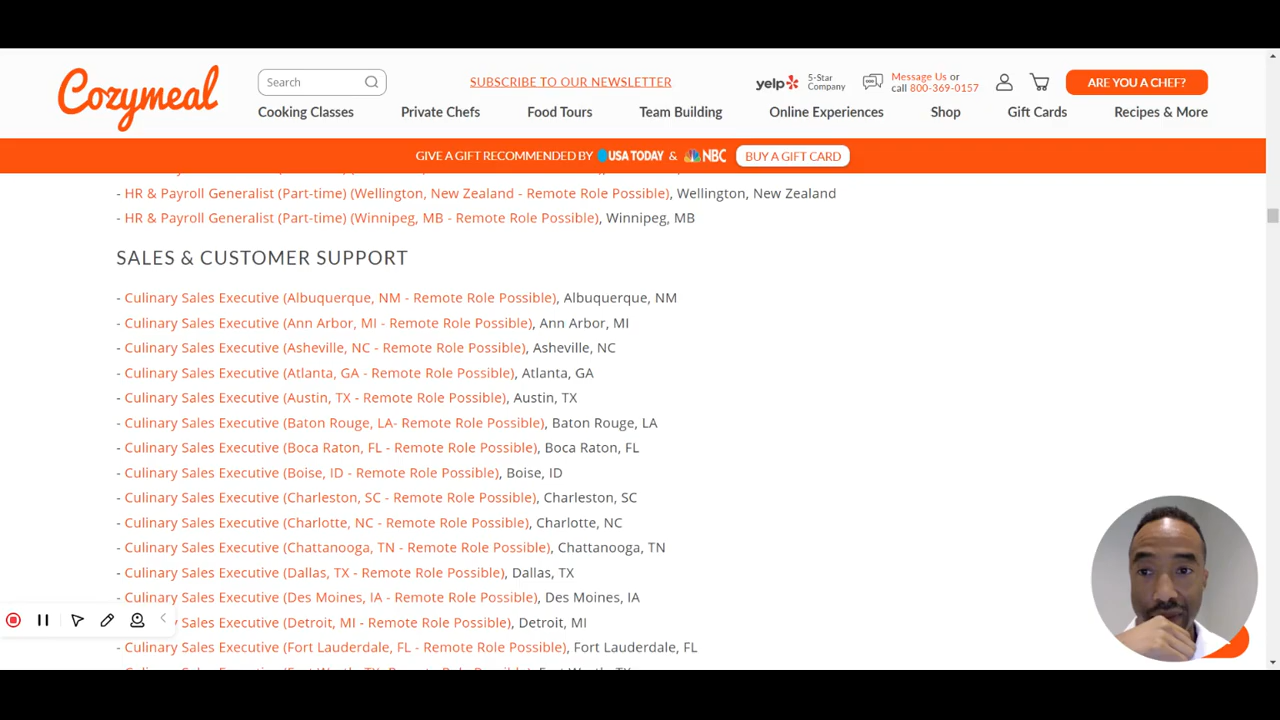 Cozymeal
Search
SUBSCRIBE TO OUR NEWSLETTER
yelp
5-Star
Company
Message Us or
call 800-369-0157
ARE YOU A CHEF?
Cooking Classes
Private Chefs
Food Tours
Team Building
Online Experiences
Shop
Gift Cards
Recipes & More
GIVE A GIFT RECOMMENDED BY USA TODAY & NBC
BUY A GIFT CARD
- HR & Payroll Generalist (Part-time) (Wellington, New Zealand - Remote Role Possible), Wellington, New Zealand
- HR & Payroll Generalist (Part-time) (Winnipeg, MB - Remote Role Possible), Winnipeg, MB
SALES & CUSTOMER SUPPORT
- Culinary Sales Executive (Albuquerque, NM - Remote Role Possible), Albuquerque, NM
- Culinary Sales Executive (Ann Arbor, MI - Remote Role Possible), Ann Arbor, MI
- Culinary Sales Executive (Asheville, NC - Remote Role Possible), Asheville, NC
- Culinary Sales Executive (Atlanta, GA - Remote Role Possible), Atlanta, GA
- Culinary Sales Executive (Austin, TX - Remote Role Possible), Austin, TX
- Culinary Sales Executive (Baton Rouge, LA- Remote Role Possible), Baton Rouge, LA
- Culinary Sales Executive (Boca Raton, FL - Remote Role Possible), Boca Raton, FL
- Culinary Sales Executive (Boise, ID - Remote Role Possible), Boise, ID
- Culinary Sales Executive (Charleston, SC - Remote Role Possible), Charleston, SC
- Culinary Sales Executive (Charlotte, NC - Remote Role Possible), Charlotte, NC
- Culinary Sales Executive (Chattanooga, TN - Remote Role Possible), Chattanooga, TN
- Culinary Sales Executive (Dallas, TX - Remote Role Possible), Dallas, TX
- Culinary Sales Executive (Des Moines, IA - Remote Role Possible), Des Moines, IA
Sales Executive (Detroit, MI - Remote Role Possible), Detroit, MI
- Culinary Sales Executive (Fort Lauderdale, FL - Remote Role Possible), Fort Lauderdale, FL